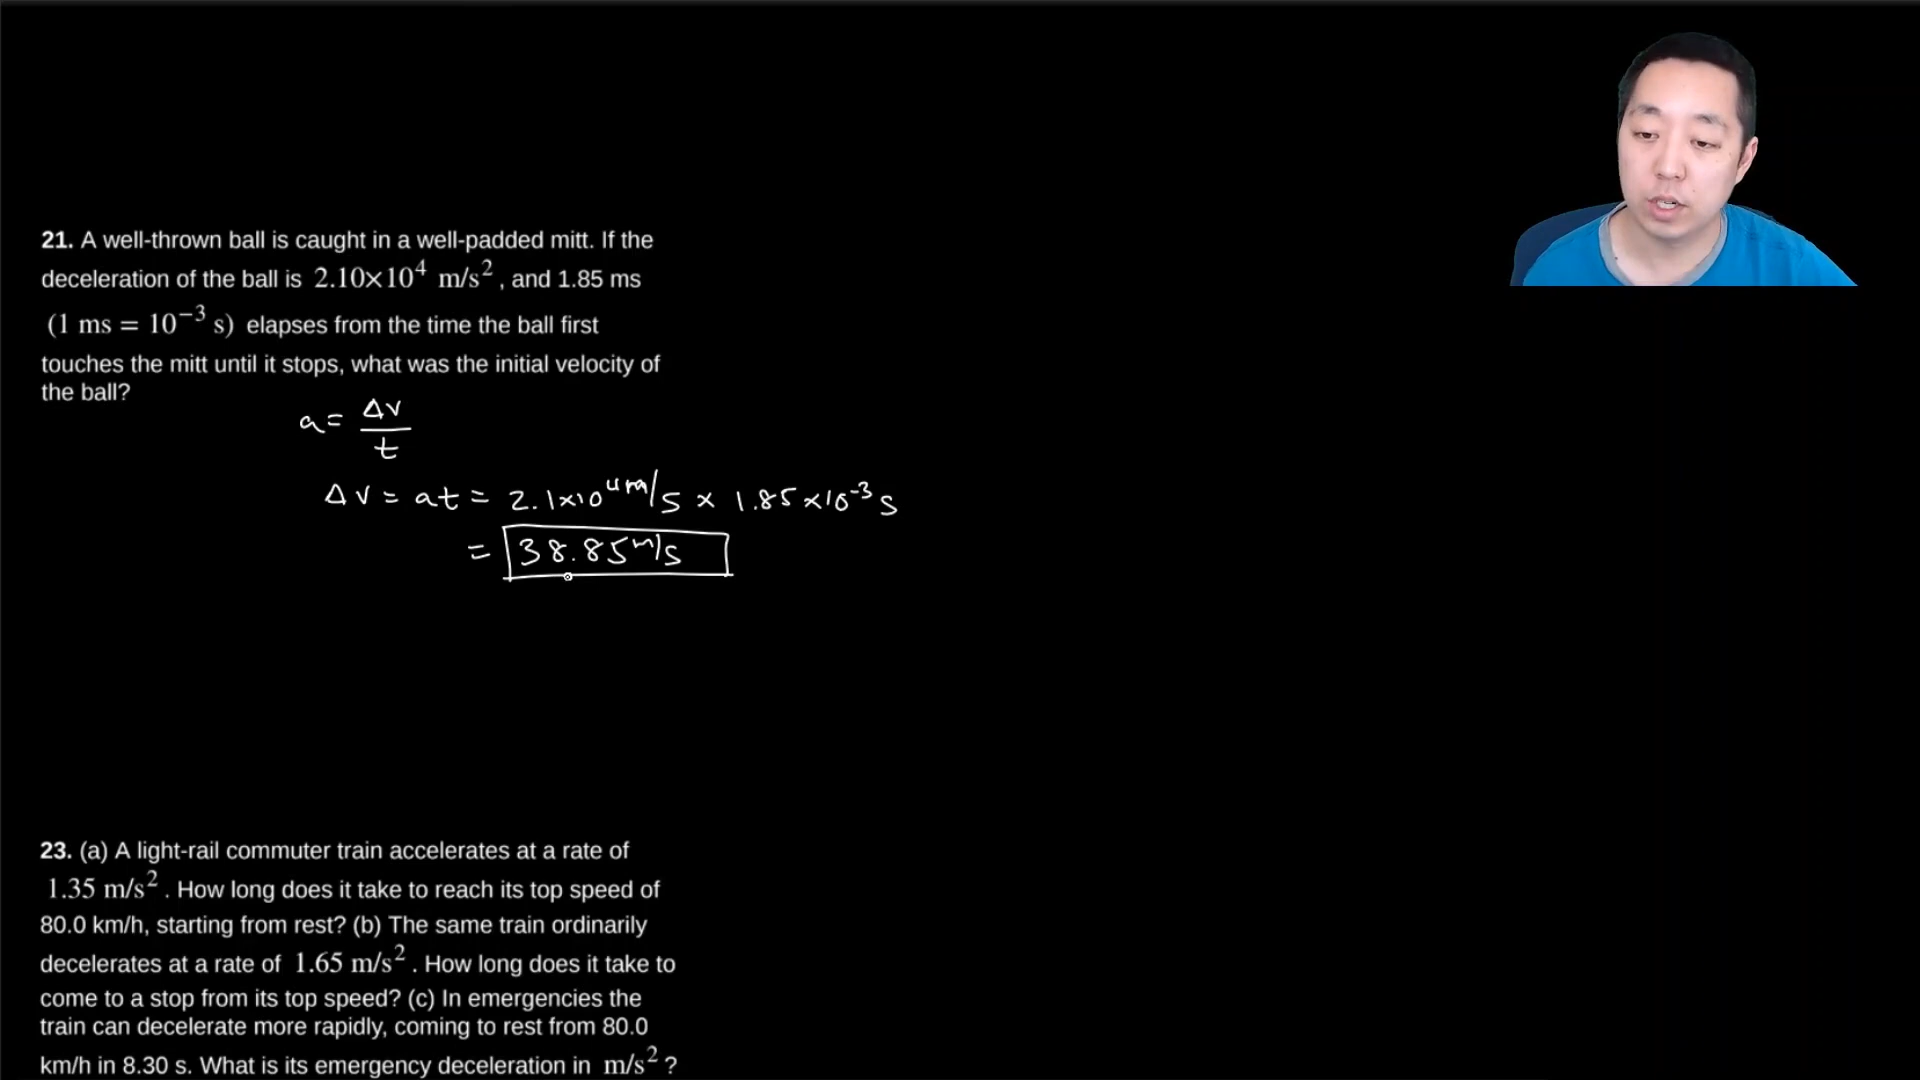 21. A well-thrown ball is caught in a well-padded mitt. If the
deceleration of the ball is 2.10×10⁴ m/s², and 1.85 ms
(1 ms = 10⁻³ s) elapses from the time the ball first
touches the mitt until it stops, what was the initial velocity of
the ball?
a = Δv/t
Δv = at = 2.1×10⁴ m/s × 1.85×10⁻³ s
= 38.85 m/s
23. (a) A light-rail commuter train accelerates at a rate of
1.35 m/s². How long does it take to reach its top speed of
80.0 km/h, starting from rest? (b) The same train ordinarily
decelerates at a rate of 1.65 m/s². How long does it take to
come to a stop from its top speed? (c) In emergencies the
train can decelerate more rapidly, coming to rest from 80.0
km/h in 8.30 s. What is its emergency deceleration in m/s²?